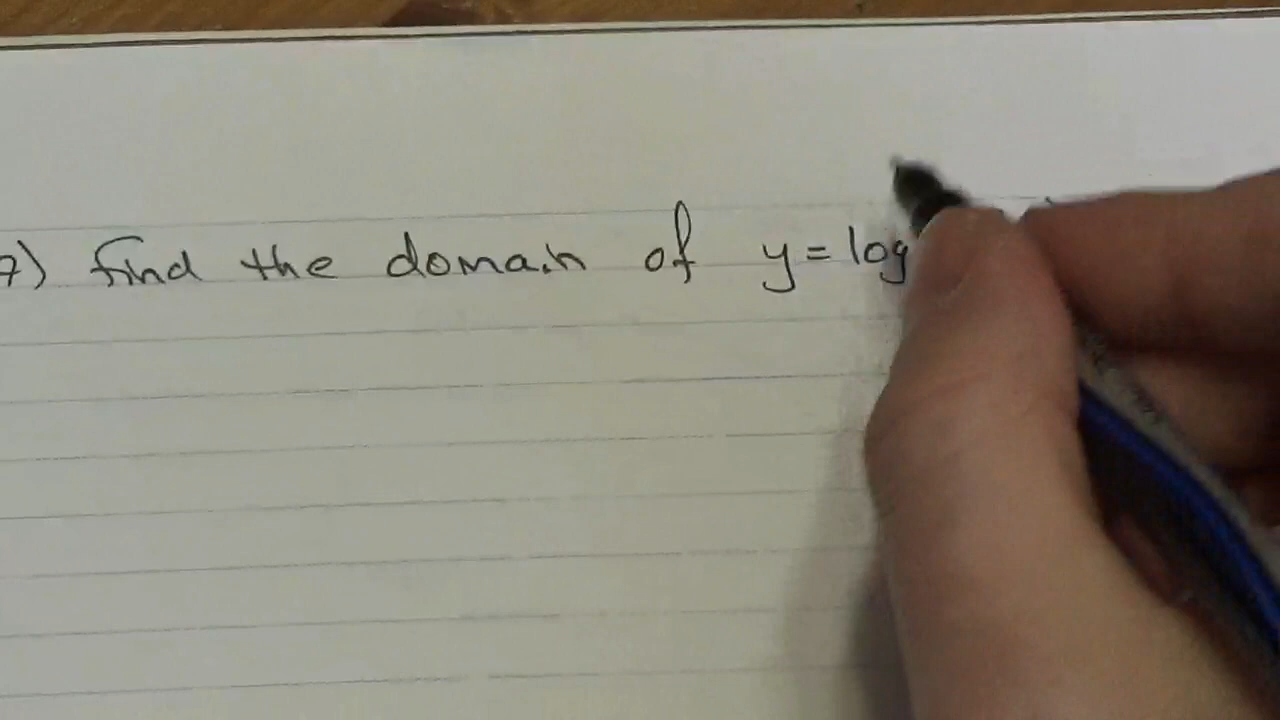 7) find the domain of y = log